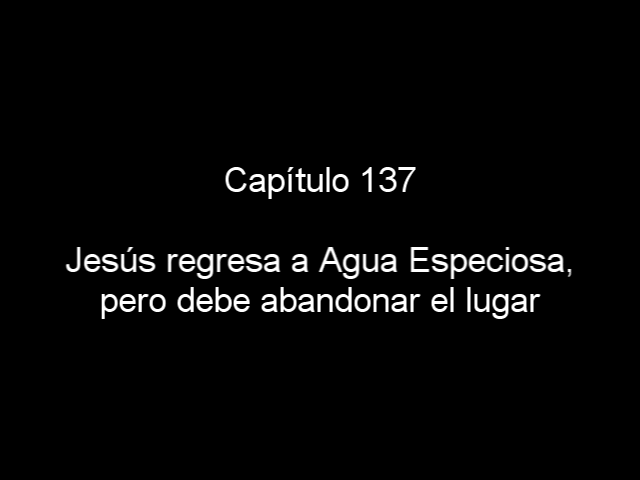 Capítulo 137
Jesús regresa a Agua Especiosa,
pero debe abandonar el lugar